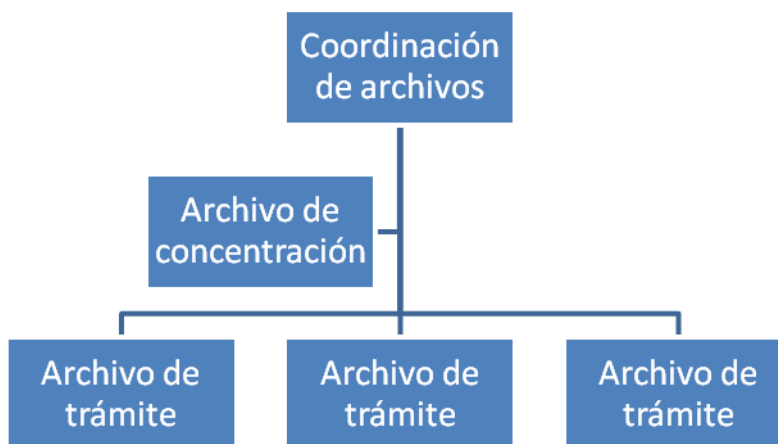 Coordinación
de archivos
Archivo de
concentración
Archivo de
trámite
Archivo de
trámite
Archivo de
trámite